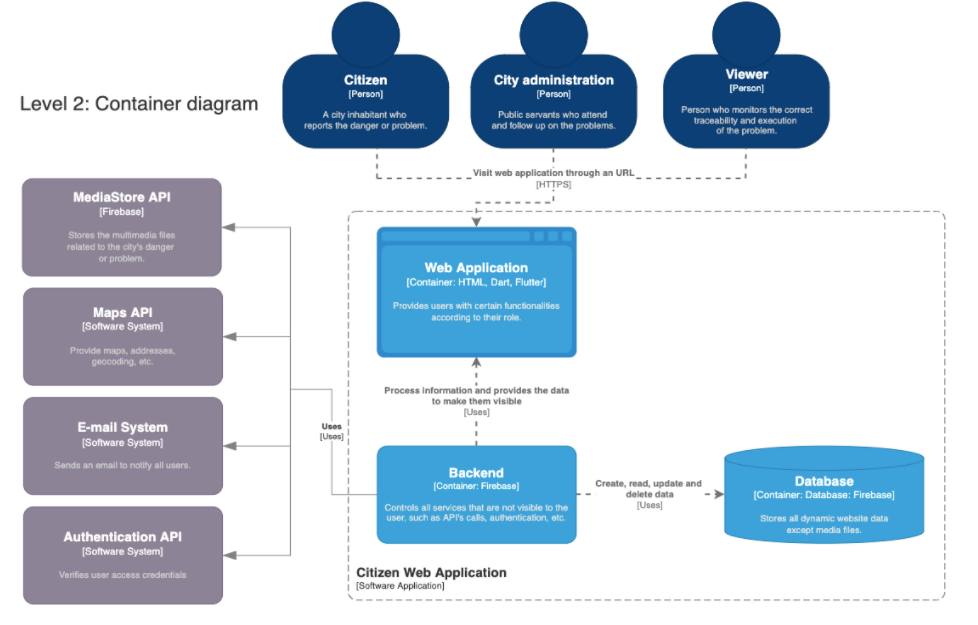 Level 2: Container diagram
Citizen
[Person]
A city inhabitant who
reports the danger or problem.
City administration
[Person]
Public servants who attend
and follow up on the problems.
Viewer
[Person]
Person who monitors the correct
traceability and execution
of the problem.
Visit web application through an URL
[HTTPS]
MediaStore API
[Firebase]
Stores the multimedia files
related to the city's danger
or problem.
Maps API
[Software System]
Provide maps, addresses,
geocoding, etc.
E-mail System
[Software System]
Sends an email to notify all users.
Authentication API
[Software System]
Verifies user access credentials
Uses
[Uses]
Web Application
[Container: HTML, Dart, Flutter]
Provides users with certain functionalities
according to their role.
Process information and provides the data
to make them visible
[Uses]
Backend
[Container: Firebase]
Controls all services that are not visible to the
user, such as API's calls, authentication, etc.
Create, read, update and
delete data
[Uses]
Database
[Container: Database: Firebase]
Stores all dynamic website data
except media files.
Citizen Web Application
[Software Application]